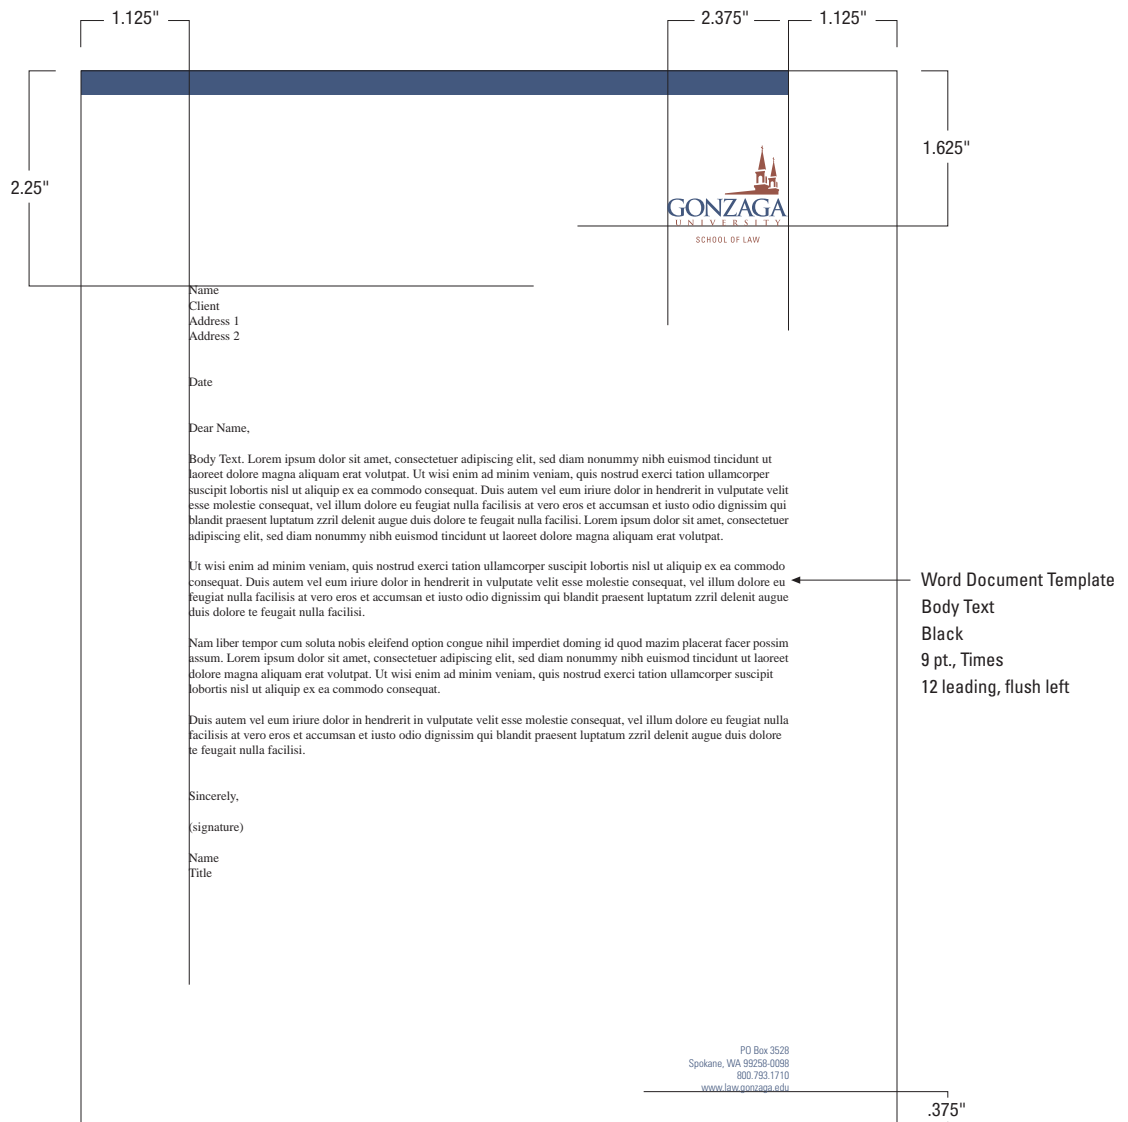 1.125" 2.375" 1.125"
1.625"
2.25"
GONZAGA
UNIVERSITY
SCHOOL OF LAW
Name
Client
Address 1
Address 2
Date
Dear Name,
Body Text. Lorem ipsum dolor sit amet, consectetuer adipiscing elit, sed diam nonummy nibh euismod tincidunt ut
laoreet dolore magna aliquam erat volutpat. Ut wisi enim ad minim veniam, quis nostrud exerci tation ullamcorper
suscipit lobortis nisl ut aliquip ex ea commodo consequat. Duis autem vel eum iriure dolor in hendrerit in vulputate velit
esse molestie consequat, vel illum dolore eu feugiat nulla facilisis at vero eros et accumsan et iusto odio dignissim qui
blandit praesent luptatum zzril delenit augue duis dolore te feugait nulla facilisi. Lorem ipsum dolor sit amet, consectetuer
adipiscing elit, sed diam nonummy nibh euismod tincidunt ut laoreet dolore magna aliquam erat volutpat.
Ut wisi enim ad minim veniam, quis nostrud exerci tation ullamcorper suscipit lobortis nisl ut aliquip ex ea commodo
consequat. Duis autem vel eum iriure dolor in hendrerit in vulputate velit esse molestie consequat, vel illum dolore eu
feugiat nulla facilisis at vero eros et accumsan et iusto odio dignissim qui blandit praesent luptatum zzril delenit augue
duis dolore te feugait nulla facilisi.
Nam liber tempor cum soluta nobis eleifend option congue nihil imperdiet doming id quod mazim placerat facer possim
assum. Lorem ipsum dolor sit amet, consectetuer adipiscing elit, sed diam nonummy nibh euismod tincidunt ut laoreet
dolore magna aliquam erat volutpat. Ut wisi enim ad minim veniam, quis nostrud exerci tation ullamcorper suscipit
lobortis nisl ut aliquip ex ea commodo consequat.
Duis autem vel eum iriure dolor in hendrerit in vulputate velit esse molestie consequat, vel illum dolore eu feugiat nulla
facilisis at vero eros et accumsan et iusto odio dignissim qui blandit praesent luptatum zzril delenit augue duis dolore
te feugait nulla facilisi.
Sincerely,
(signature)
Name
Title
Word Document Template
Body Text
Black
9 pt., Times
12 leading, flush left
PO Box 3528
Spokane, WA 99258-0098
800.793.1710
www.law.gonzaga.edu
.375"